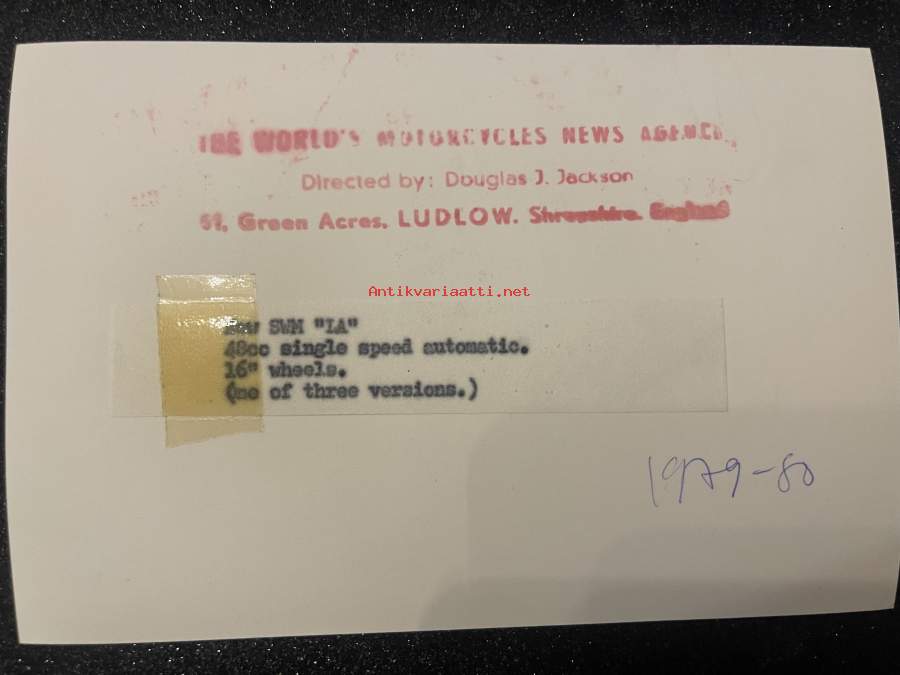 THE WORLD'S MOTORCYCLES NEWS AGENCY
Directed by: Douglas J. Jackson
Green Acres, LUDLOW. Shropshire. England
Antikvariaatti.net
New SWM "IA"
48cc single speed automatic.
16" wheels.
(one of three versions.)
1979-80